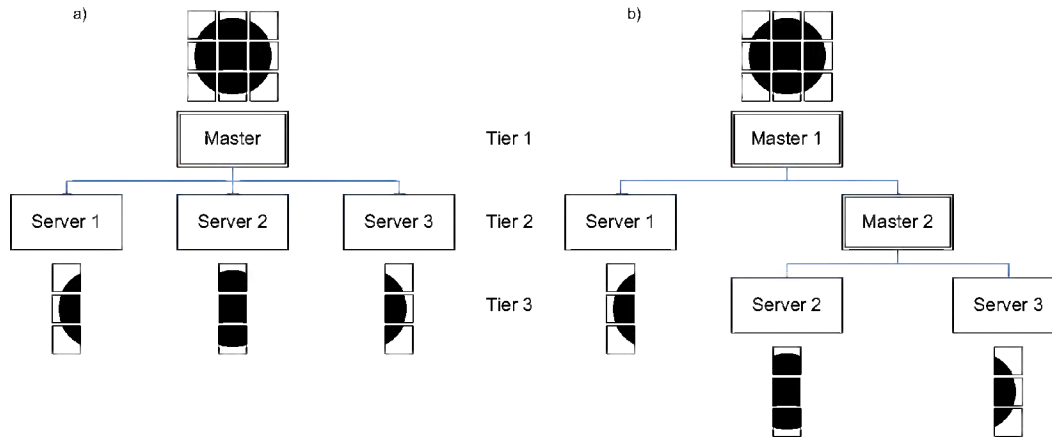 a)
b)
Master
Tier 1
Master 1
Server 1
Server 2
Server 3
Tier 2
Server 1
Master 2
Tier 3
Server 2
Server 3